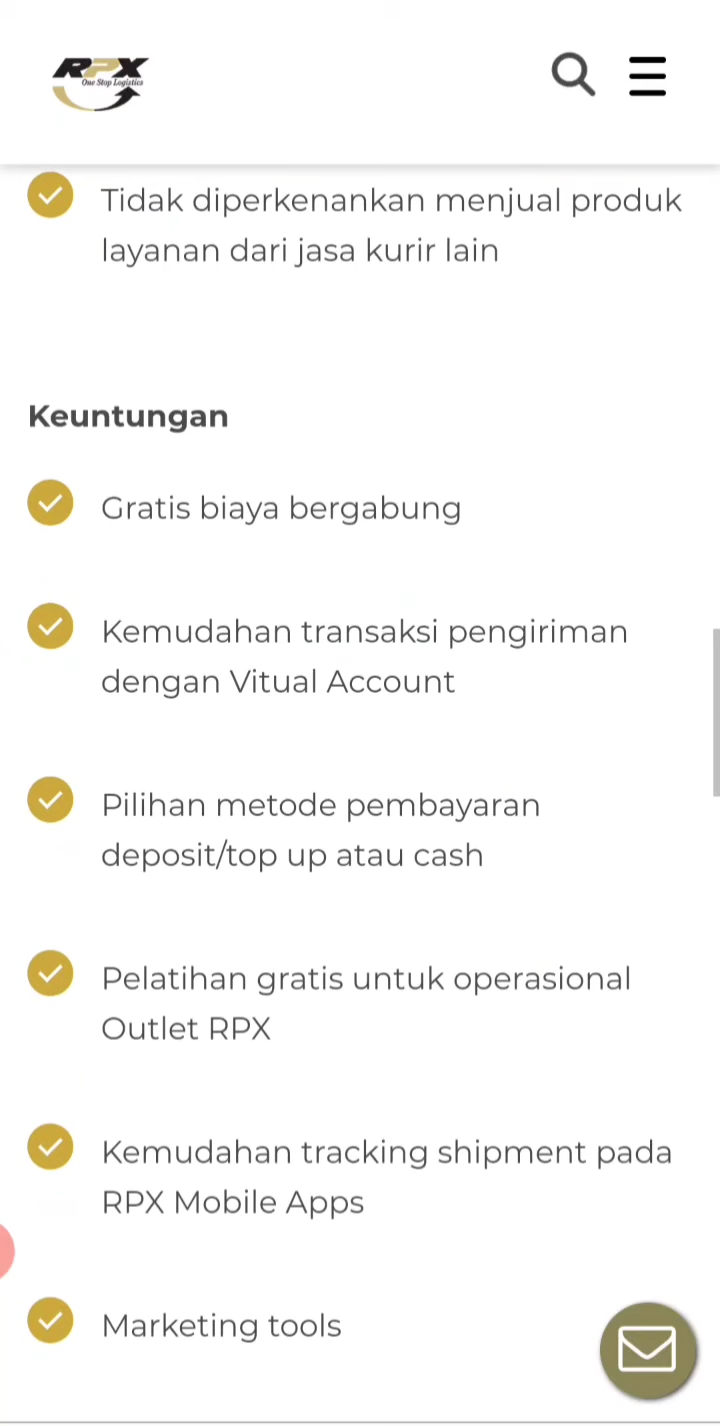 RPX
One Stop Logistics
Tidak diperkenankan menjual produk
layanan dari jasa kurir lain
Keuntungan
Gratis biaya bergabung
Kemudahan transaksi pengiriman
dengan Vitual Account
Pilihan metode pembayaran
deposit/top up atau cash
Pelatihan gratis untuk operasional
Outlet RPX
Kemudahan tracking shipment pada
RPX Mobile Apps
Marketing tools